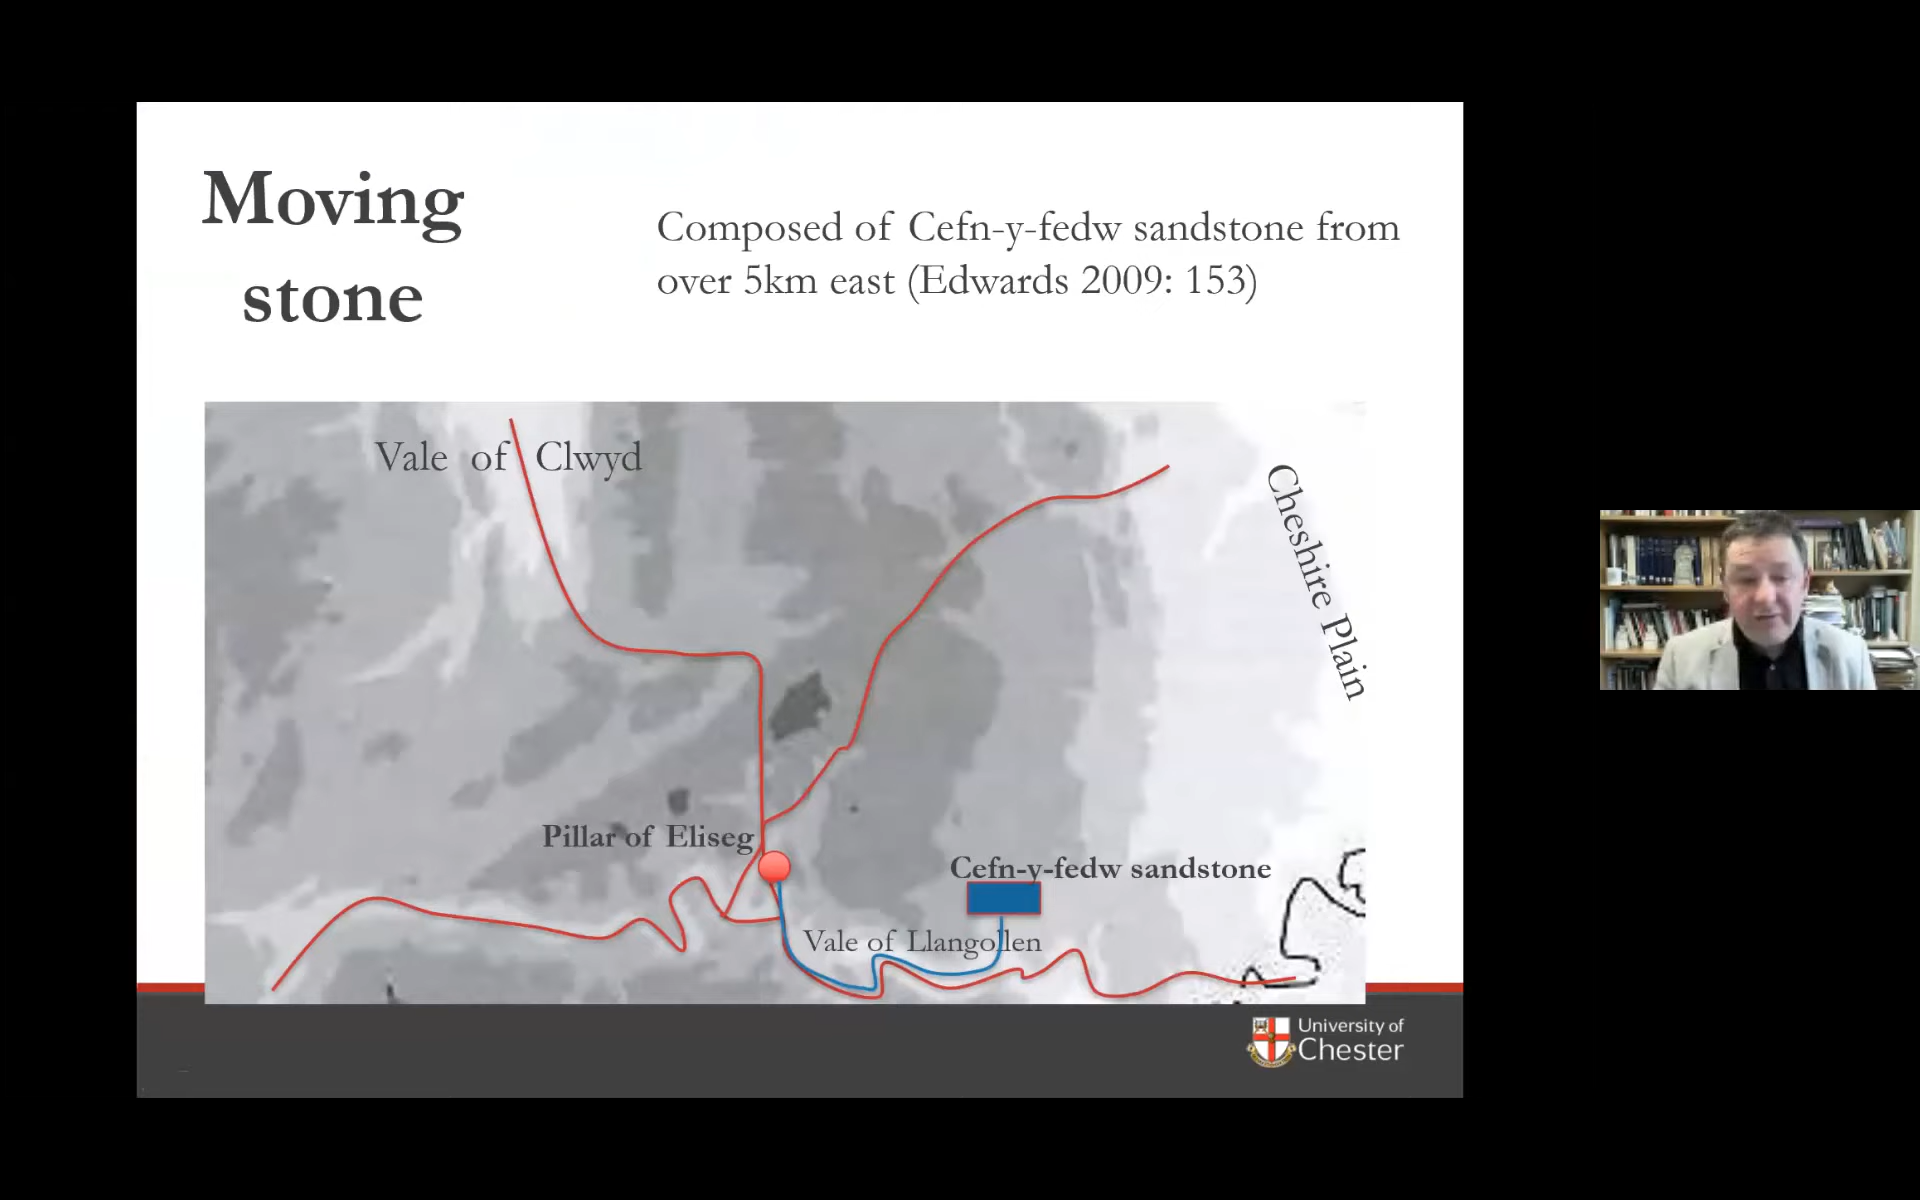 Moving
stone
Composed of Cefn-y-fedw sandstone from
over 5km east (Edwards 2009: 153)
Vale of Clwyd
Cheshire Plain
Pillar of Eliseg
Cefn-y-fedw sandstone
Vale of Llangollen
University of
Chester